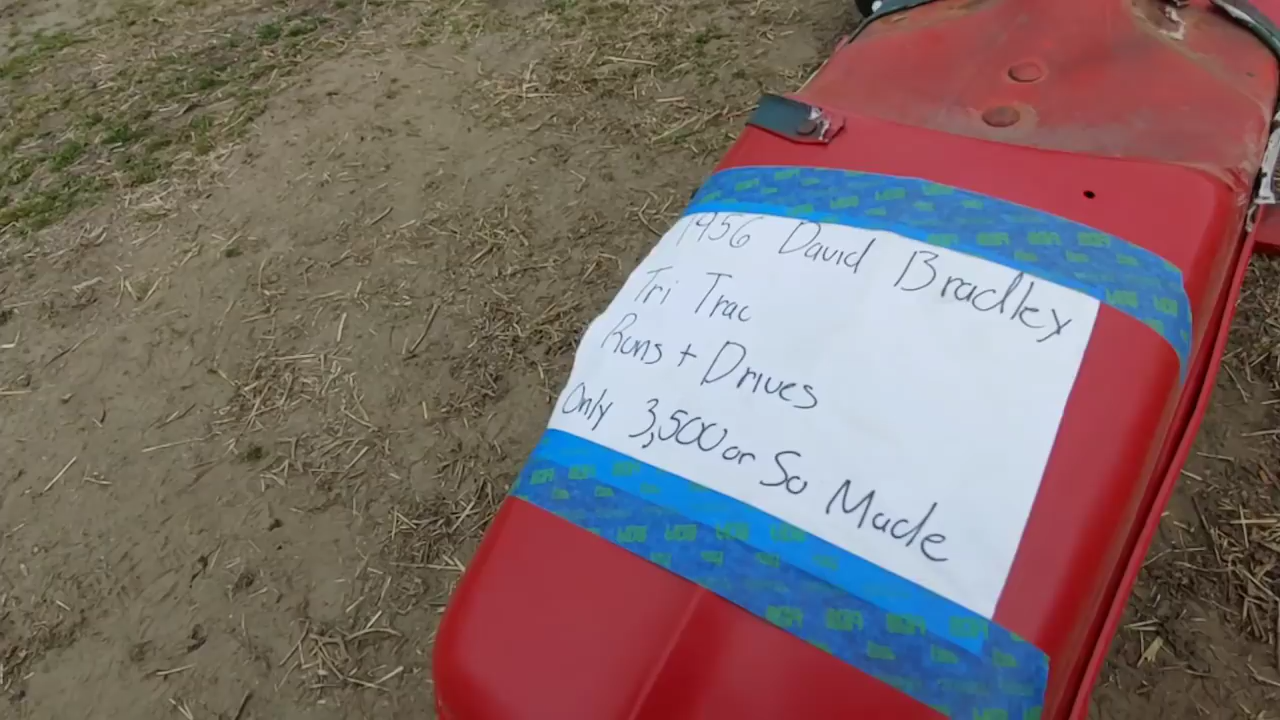 1956 David Bradley
Tri Trac
Runs + Drives
Only 3,500 or So Made